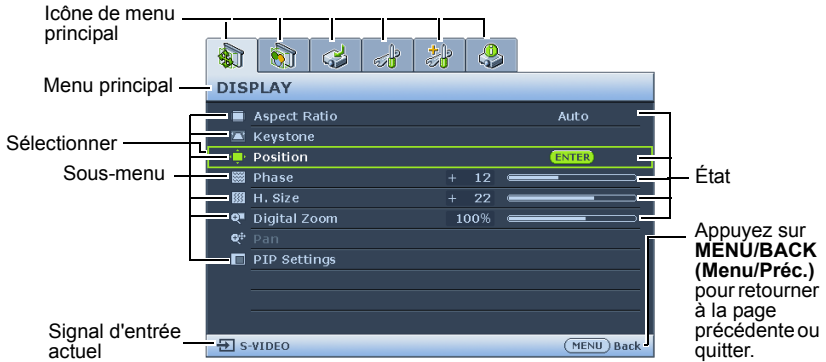 Icône de menu
principal
Menu principal
DISPLAY
Aspect Ratio Auto
Keystone
Sélectionner
Position ENTER
Sous-menu
Phase + 12
État
H. Size + 22
Digital Zoom 100%
Pan
PIP Settings
Appuyez sur
MENU/BACK
(Menu/Préc.)
pour retourner
à la page
précédente ou
quitter.
Signal d'entrée
actuel
S-VIDEO MENU Back